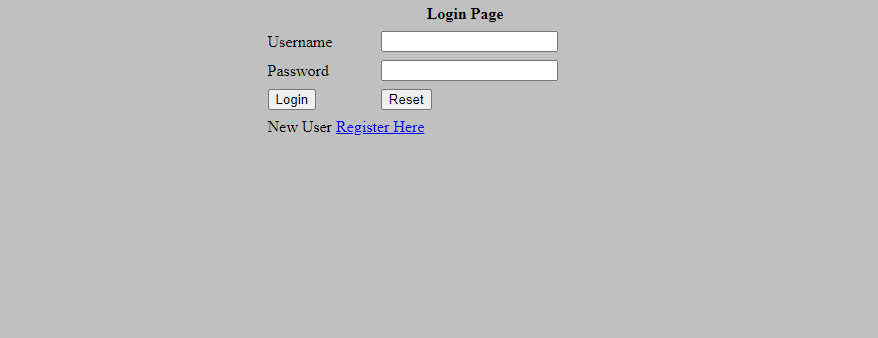 Login Page
Username
Password
Login Reset
New User Register Here